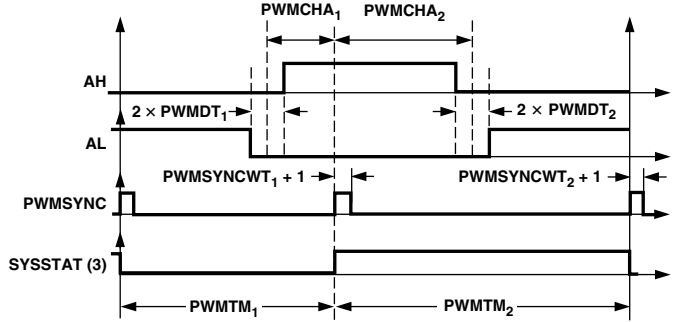 PWMCHA₁ PWMCHA₂
AH
2 × PWMDT₁ 2 × PWMDT₂
AL
PWMSYNCWT₁ + 1 PWMSYNCWT₂ + 1
PWMSYNC
SYSSTAT (3)
PWMTM₁ PWMTM₂